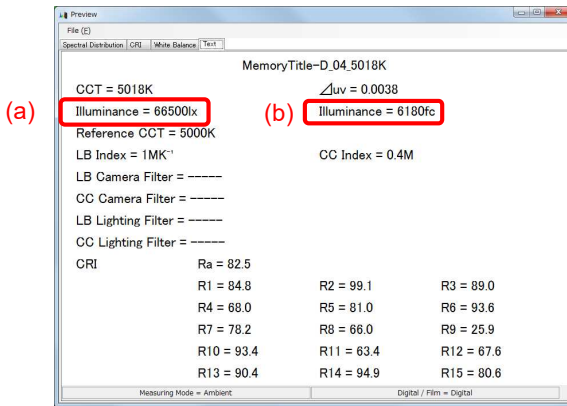 Preview
File (F)
Spectral Distribution CRI White Balance Text
MemoryTitle-D_04_5018K
CCT = 5018K ⊿uv = 0.0038
(a) Illuminance = 66500lx (b) Illuminance = 6180fc
Reference CCT = 5000K
LB Index = 1MK⁻¹ CC Index = 0.4M
LB Camera Filter = -----
CC Camera Filter = -----
LB Lighting Filter = -----
CC Lighting Filter = -----
CRI Ra = 82.5
R1 = 84.8 R2 = 99.1 R3 = 89.0
R4 = 68.0 R5 = 81.0 R6 = 93.6
R7 = 78.2 R8 = 66.0 R9 = 25.9
R10 = 93.4 R11 = 63.4 R12 = 67.6
R13 = 90.4 R14 = 94.9 R15 = 80.6
Measuring Mode = Ambient Digital / Film = Digital